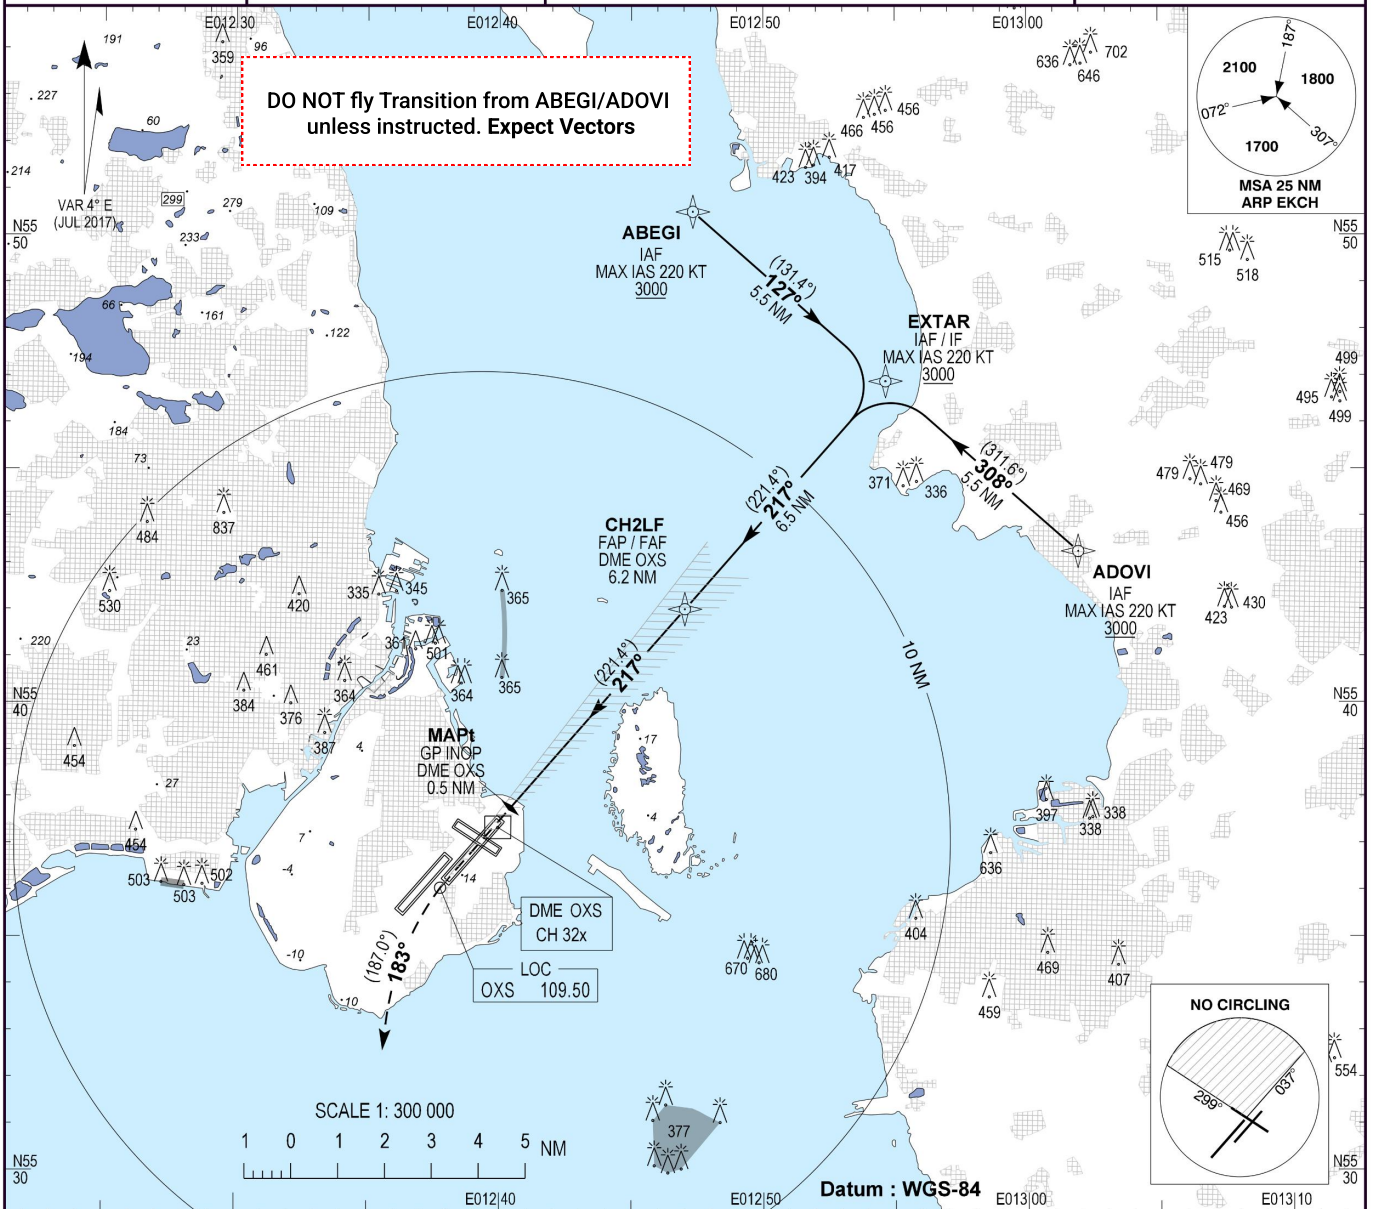 E012 30
E012 40
E012 50
E013 00
191
96
359
227
60
214
299
279
109
233
VAR 4° E
(JUL 2017)
N55
50
DO NOT fly Transition from ABEGI/ADOVI
unless instructed. Expect Vectors
636
702
646
466
456
456
423
394
417
187°
2100
1800
072°
307°
1700
MSA 25 NM
ARP EKCH
N55
50
515
518
ABEGI
IAF
MAX IAS 220 KT
3000
(131.4°)
127°
5.5 NM
EXTAR
IAF / IF
MAX IAS 220 KT
3000
66
161
122
194
499
495
499
184
73
484
837
(311.6°)
308°
5.5 NM
371
336
479
479
469
456
(221.4°)
217°
6.5 NM
CH2LF
FAP / FAF
DME OXS
6.2 NM
ADOVI
IAF
MAX IAS 220 KT
3000
423
430
530
420
335
345
365
220
23
361
501
461
384
376
364
364
365
387
(221.4°)
217°
10 NM
N55
40
N55
40
454
4
27
17
4
MAPt
GP INOP
DME OXS
0.5 NM
397
338
338
454
7
-4
14
636
503
503
502
404
DME OXS
CH 32x
-10
(187.0°)
183°
LOC
OXS 109.50
10
670
680
469
407
459
NO CIRCLING
299°
037°
554
SCALE 1: 300 000
1 0 1 2 3 4 5 NM
377
N55
30
N55
30
Datum : WGS-84
E012 40
E012 50
E013 00
E013 10